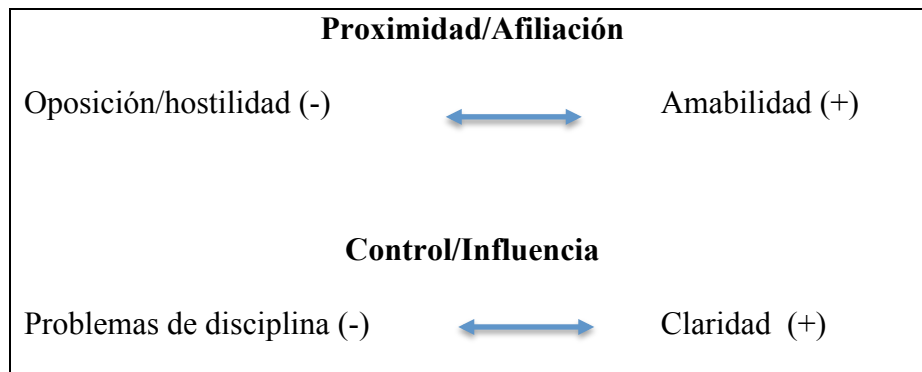 Proximidad/Afiliación
Oposición/hostilidad (-) Amabilidad (+)
Control/Influencia
Problemas de disciplina (-) Claridad (+)